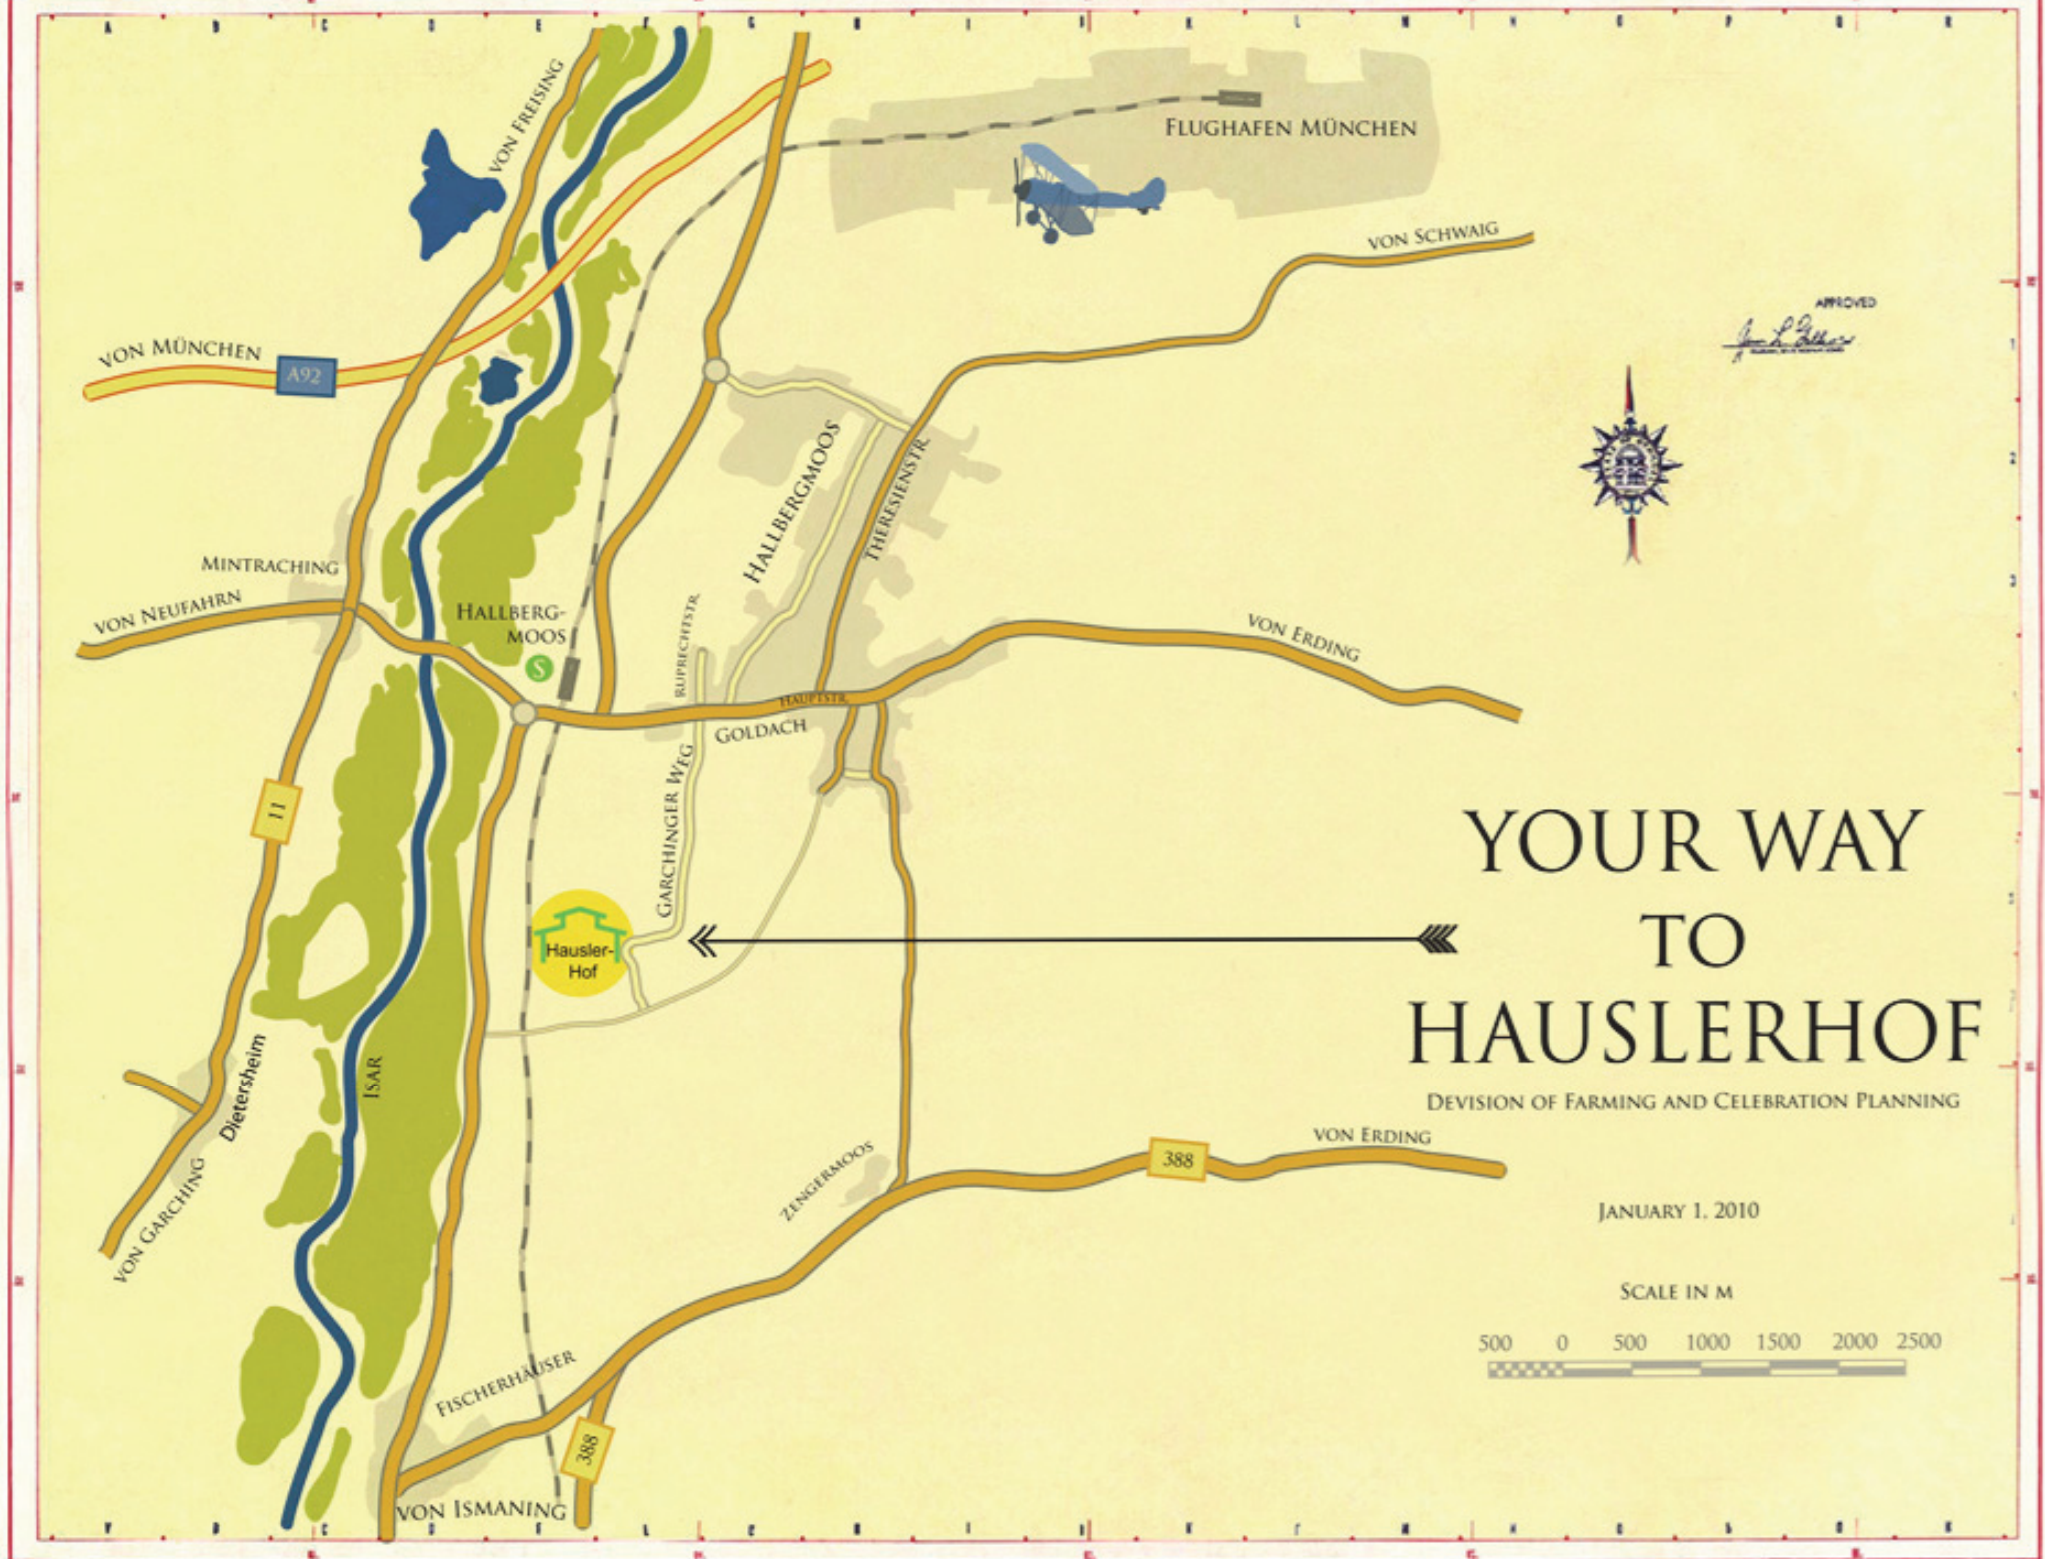 VON FREISING
FLUGHAFEN MÜNCHEN
VON SCHWAIG
APPROVED
VON MÜNCHEN
A92
HALLBERGMOOS
THERESIENSTR.
MINTRACHING
VON NEUFAHRN
HALLBERG-
MOOS
S
RUPRECHTSTR.
VON ERDING
HAUPTSTR.
GOLDACH
GARCHINGER WEG
11
YOUR WAY
TO
HAUSLERHOF
DEVISION OF FARMING AND CELEBRATION PLANNING
Hausler-
Hof
Dietersheim
ISAR
VON GARCHING
ZENGERMOOS
388
VON ERDING
JANUARY 1, 2010
SCALE IN M
500 0 500 1000 1500 2000 2500
FISCHERHÄUSER
388
VON ISMANING